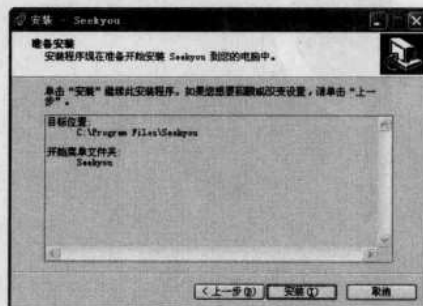 安装 - Seekyou
准备安装
安装程序现在准备开始安装 Seekyou 到您的电脑中。
单击“安装”继续此安装程序。如果您想要回顾或改变设置，请单击“上一
步”。
目标位置:
C:\Program Files\Seekyou
开始菜单文件夹:
Seekyou
<上一步(B)
安装(I)
取消